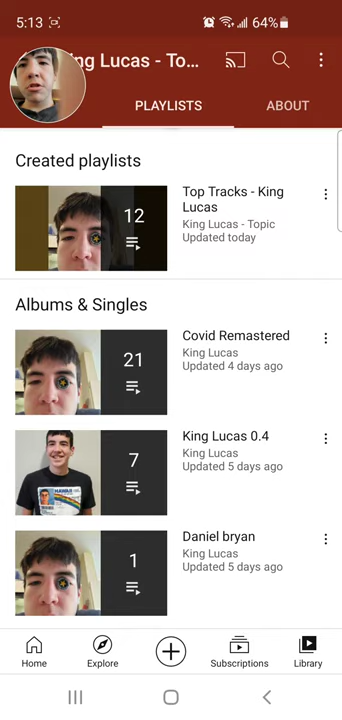 5:13
64%
ng Lucas - To...
PLAYLISTS
ABOUT
Created playlists
12
Top Tracks - King
Lucas
King Lucas - Topic
Updated today
Albums & Singles
21
Covid Remastered
King Lucas
Updated 4 days ago
7
King Lucas 0.4
King Lucas
Updated 5 days ago
1
Daniel bryan
King Lucas
Updated 5 days ago
Home
Explore
Subscriptions
Library